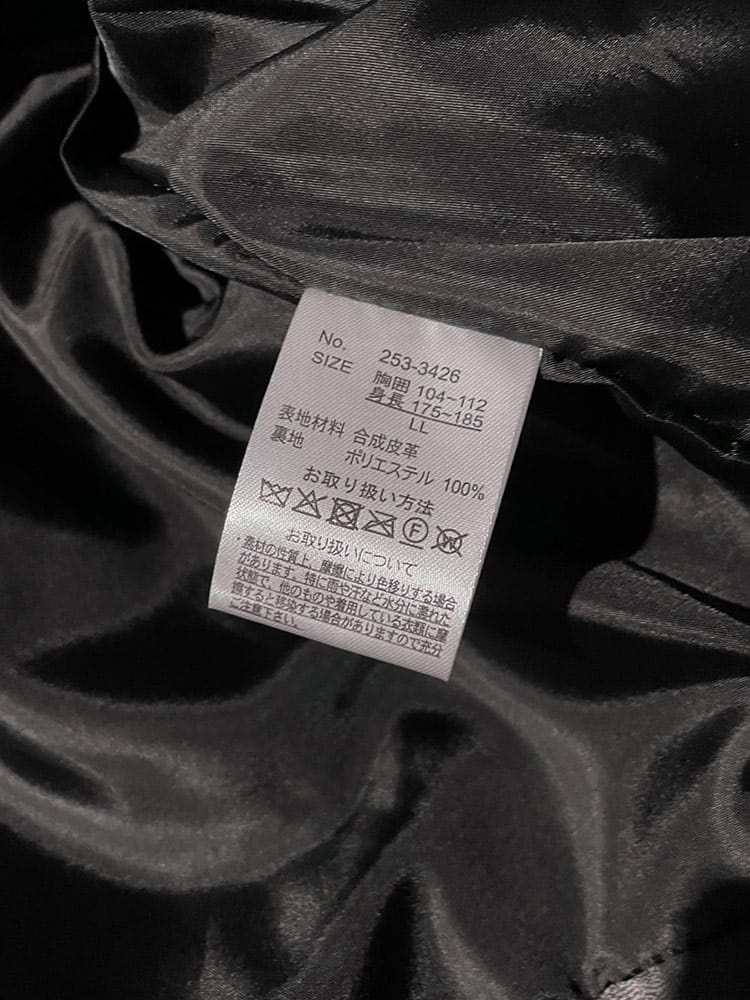 No. 253-3426
SIZE 胸囲 104-112
身長 175-185
LL
表地材料 合成皮革
裏地 ポリエステル 100%
お取り扱い方法
F W
お取り扱いについて
・素材の性質上、摩擦により色移りする場合
があります。特に雨や汗など水分に濡れた
状態で、他のものや着用している衣類に摩
擦すると移染する場合がありますので充分
ご注意下さい。